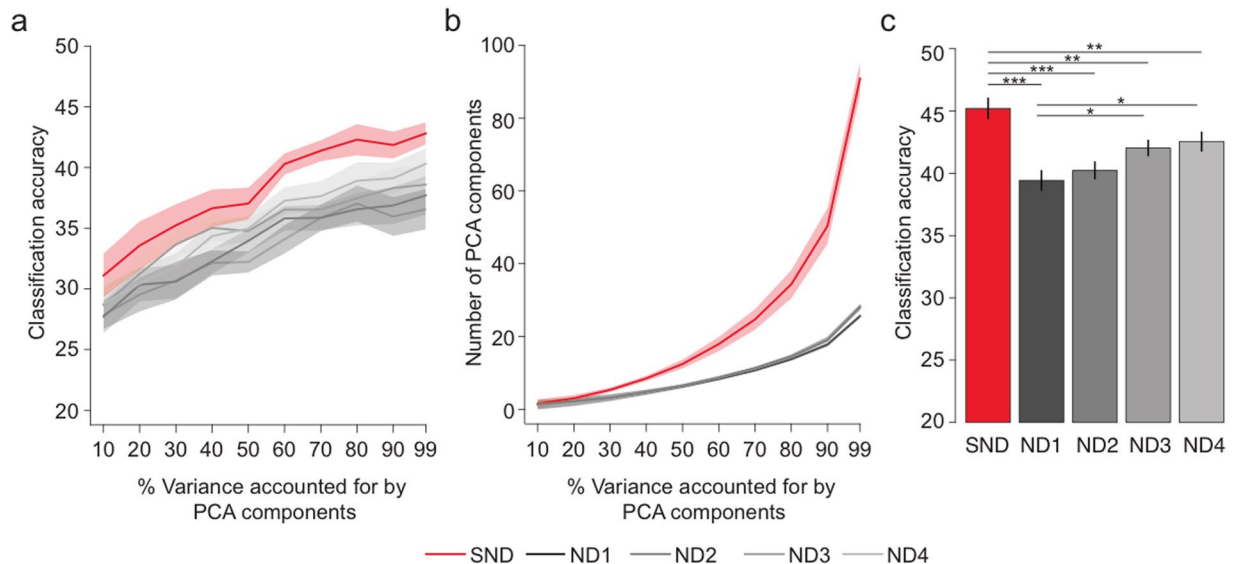 a
Classification accuracy
50
45
40
35
30
25
20
10 20 30 40 50 60 70 80 90 99
% Variance accounted for by
PCA components
b
Number of PCA components
100
80
60
40
20
0
10 20 30 40 50 60 70 80 90 99
% Variance accounted for by
PCA components
c
Classification accuracy
50
45
40
35
30
25
20
**
**
***
***
*
*
SND ND1 ND2 ND3 ND4
SND ND1 ND2 ND3 ND4